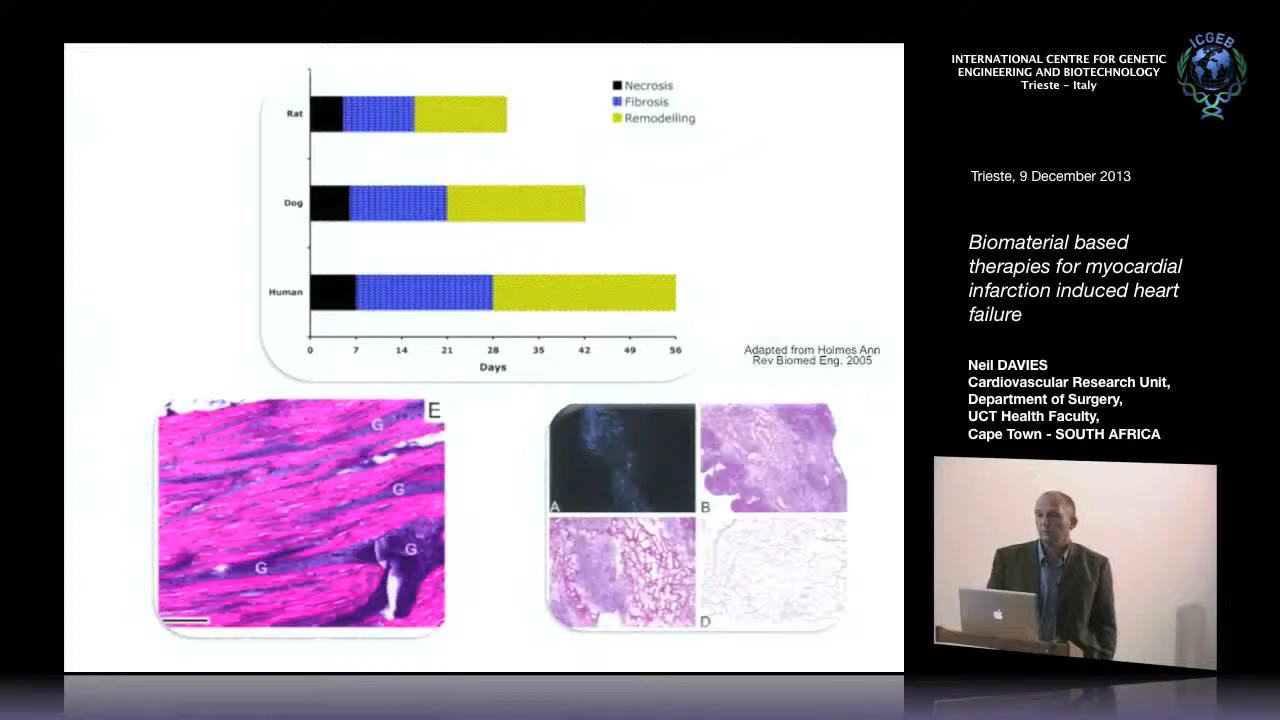 Necrosis
Fibrosis
Remodelling
Rat
Dog
Human
0 7 14 21 28 35 42 49 56
Days
Adapted from Holmes Ann
Rev Biomed Eng. 2005
E
G
G
G
G
A
B
D
ICGEB
INTERNATIONAL CENTRE FOR GENETIC
ENGINEERING AND BIOTECHNOLOGY
Trieste - Italy
Trieste, 9 December 2013
Biomaterial based
therapies for myocardial
infarction induced heart
failure
Neil DAVIES
Cardiovascular Research Unit,
Department of Surgery,
UCT Health Faculty,
Cape Town - SOUTH AFRICA